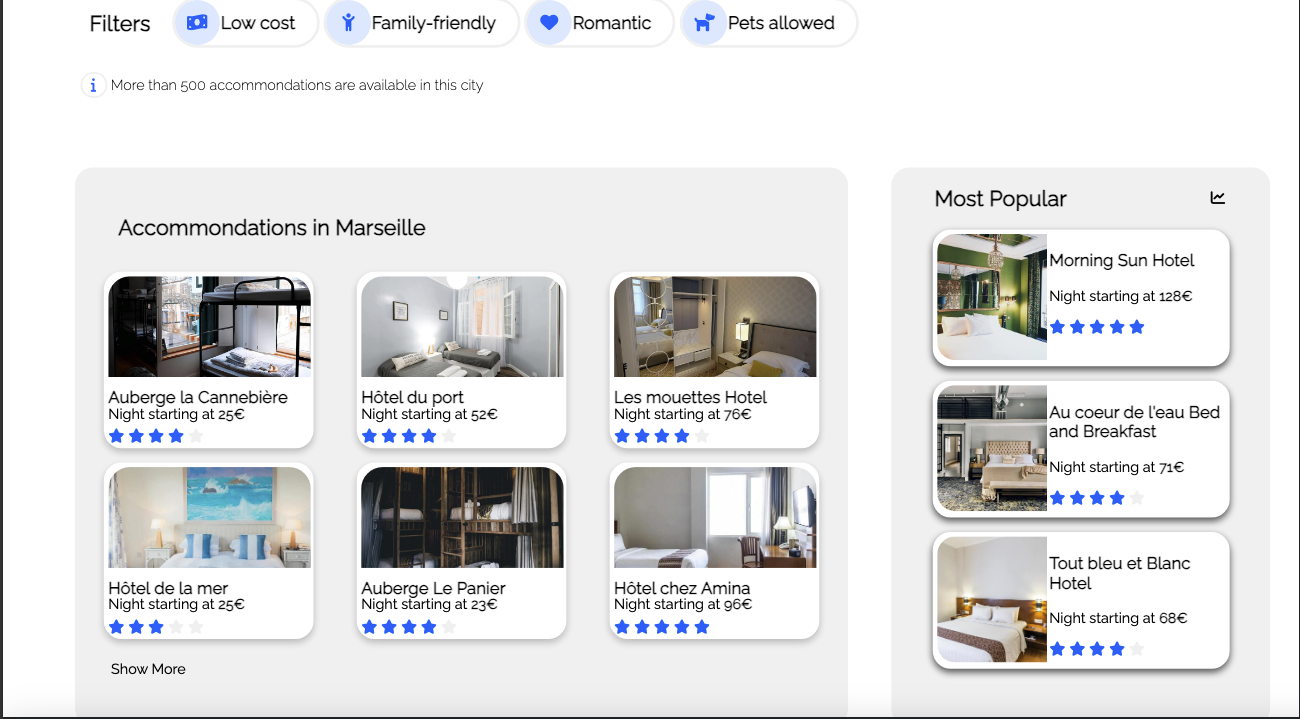 Filters
Low cost
Family-friendly
Romantic
Pets allowed
More than 500 accommondations are available in this city
Accommondations in Marseille
Auberge la Cannebière
Night starting at 25€
Hôtel du port
Night starting at 52€
Les mouettes Hotel
Night starting at 76€
Hôtel de la mer
Night starting at 25€
Auberge Le Panier
Night starting at 23€
Hôtel chez Amina
Night starting at 96€
Show More
Most Popular
Morning Sun Hotel
Night starting at 128€
Au coeur de l'eau Bed
and Breakfast
Night starting at 71€
Tout bleu et Blanc
Hotel
Night starting at 68€